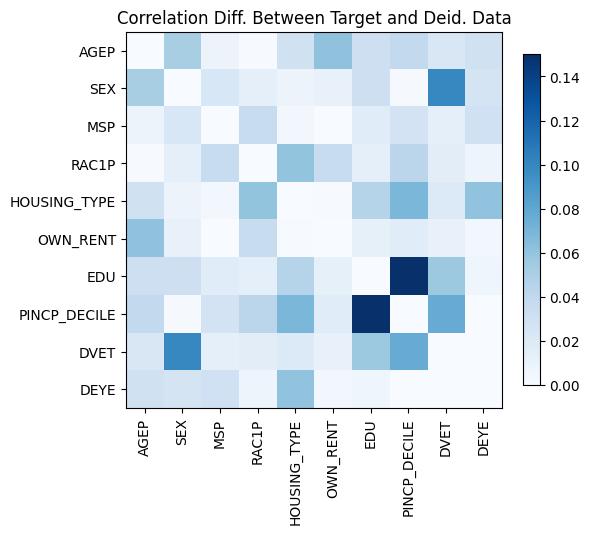 Correlation Diff. Between Target and Deid. Data
AGEP
SEX
MSP
RAC1P
HOUSING_TYPE
OWN_RENT
EDU
PINCP_DECILE
DVET
DEYE
AGEP
SEX
MSP
RAC1P
HOUSING_TYPE
OWN_RENT
EDU
PINCP_DECILE
DVET
DEYE
0.14
0.12
0.10
0.08
0.06
0.04
0.02
0.00